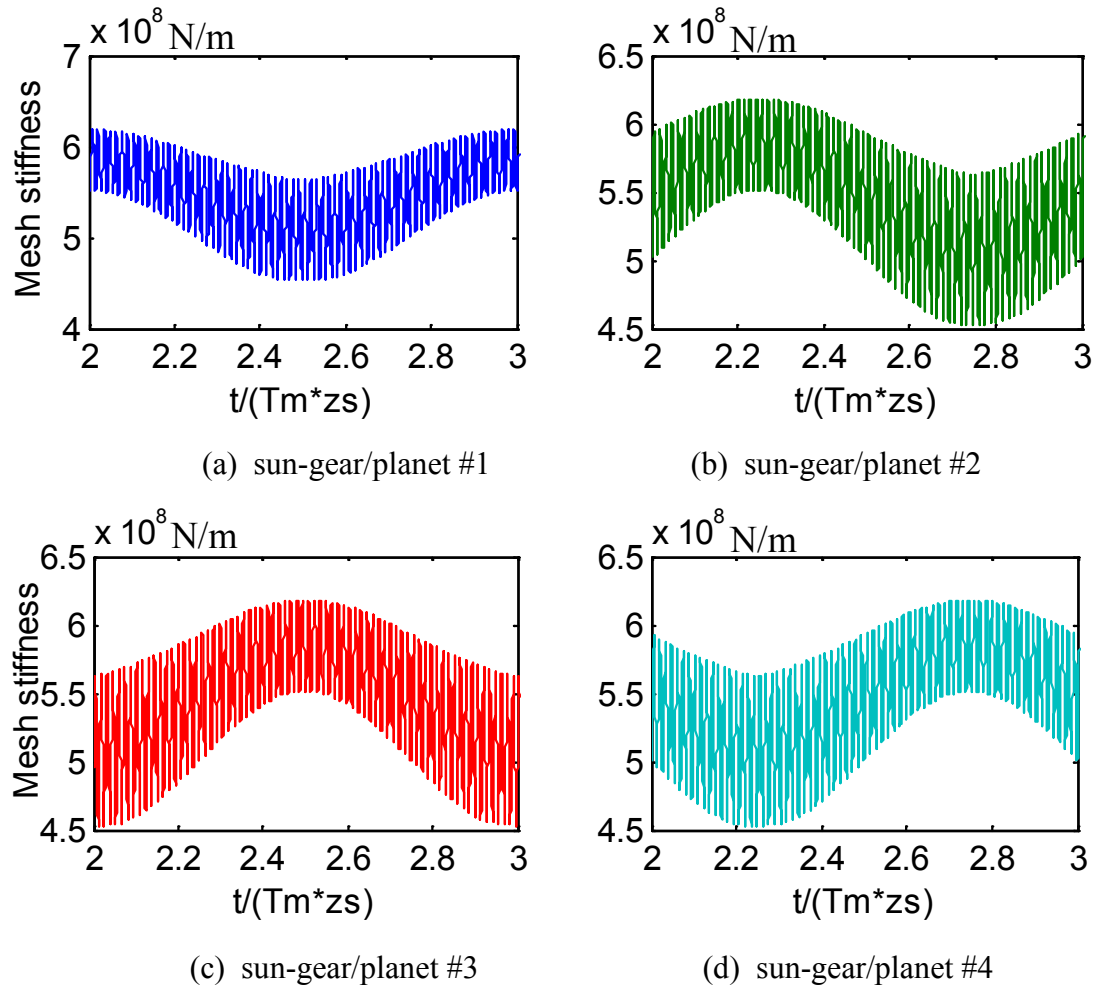 x 10^8 N/m
x 10^8 N/m
7
6
5
4
Mesh stiffness
2 2.2 2.4 2.6 2.8 3
t/(Tm*zs)
6.5
6
5.5
5
4.5
2 2.2 2.4 2.6 2.8 3
t/(Tm*zs)
(a) sun-gear/planet #1
(b) sun-gear/planet #2
x 10^8 N/m
x 10^8 N/m
6.5
6
5.5
5
4.5
Mesh stiffness
2 2.2 2.4 2.6 2.8 3
t/(Tm*zs)
6.5
6
5.5
5
4.5
2 2.2 2.4 2.6 2.8 3
t/(Tm*zs)
(c) sun-gear/planet #3
(d) sun-gear/planet #4